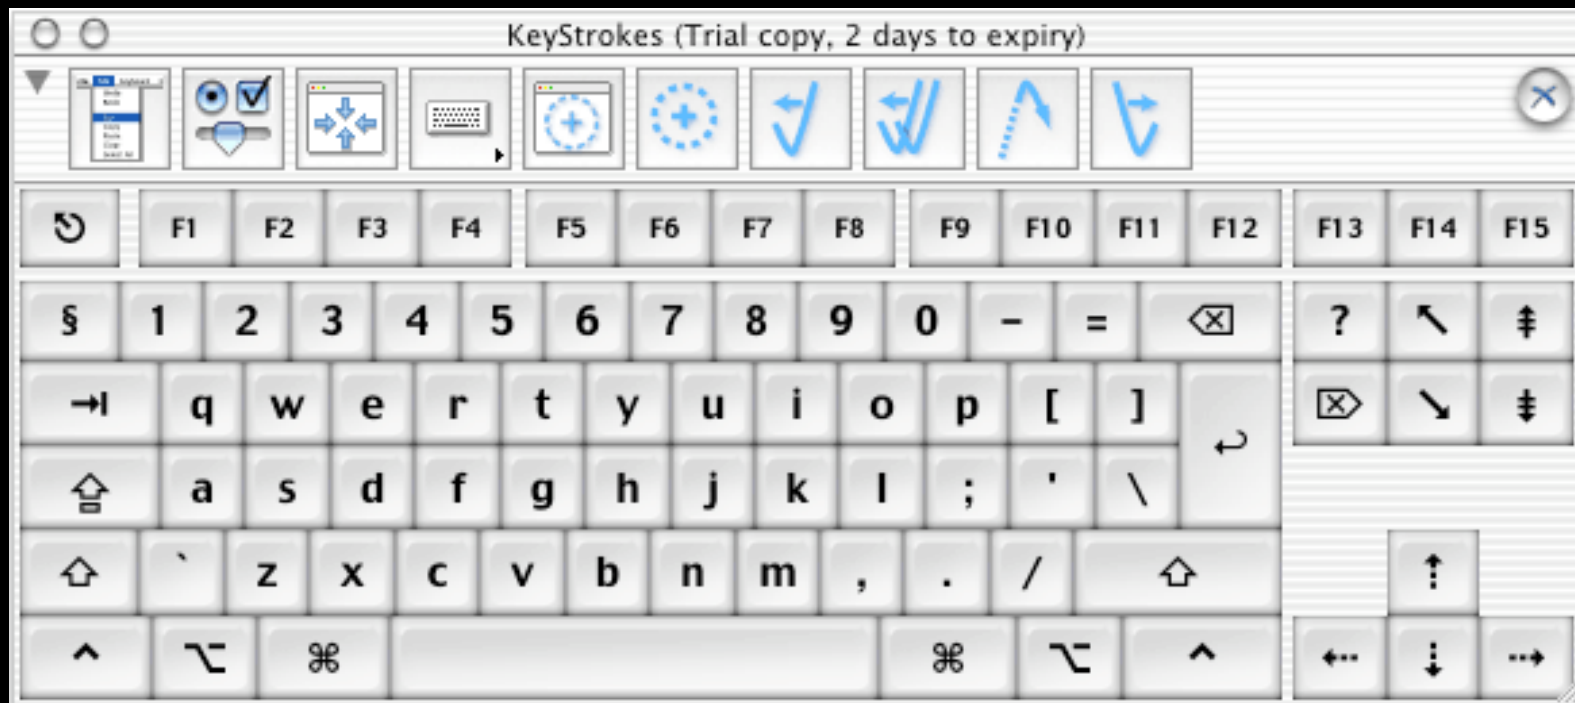 KeyStrokes (Trial copy, 2 days to expiry)
F1 F2 F3 F4 F5 F6 F7 F8 F9 F10 F11 F12 F13 F14 F15
§ 1 2 3 4 5 6 7 8 9 0 - = ⌫ ? ↖ ⇞
⇥ q w e r t y u i o p [ ] ↩ ⌦ ↘ ⇟
⇪ a s d f g h j k l ; ' \
⇧ ` z x c v b n m , . / ⇧ ⇡
^ ⌥ ⌘ ⌘ ⌥ ^ ⇠ ⇣ ⇢